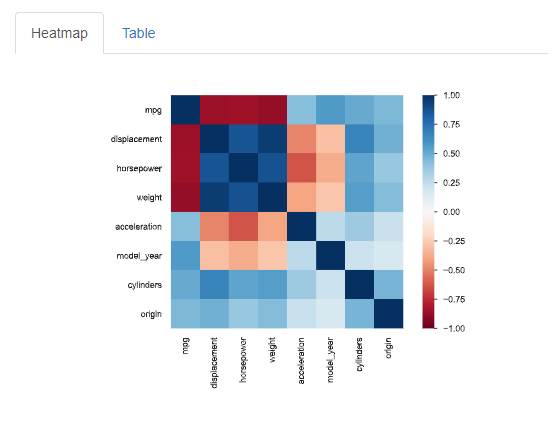 Heatmap Table
mpg
displacement
horsepower
weight
acceleration
model_year
cylinders
origin
mpg
displacement
horsepower
weight
acceleration
model_year
cylinders
origin
1.00
0.75
0.50
0.25
0.00
−0.25
−0.50
−0.75
−1.00